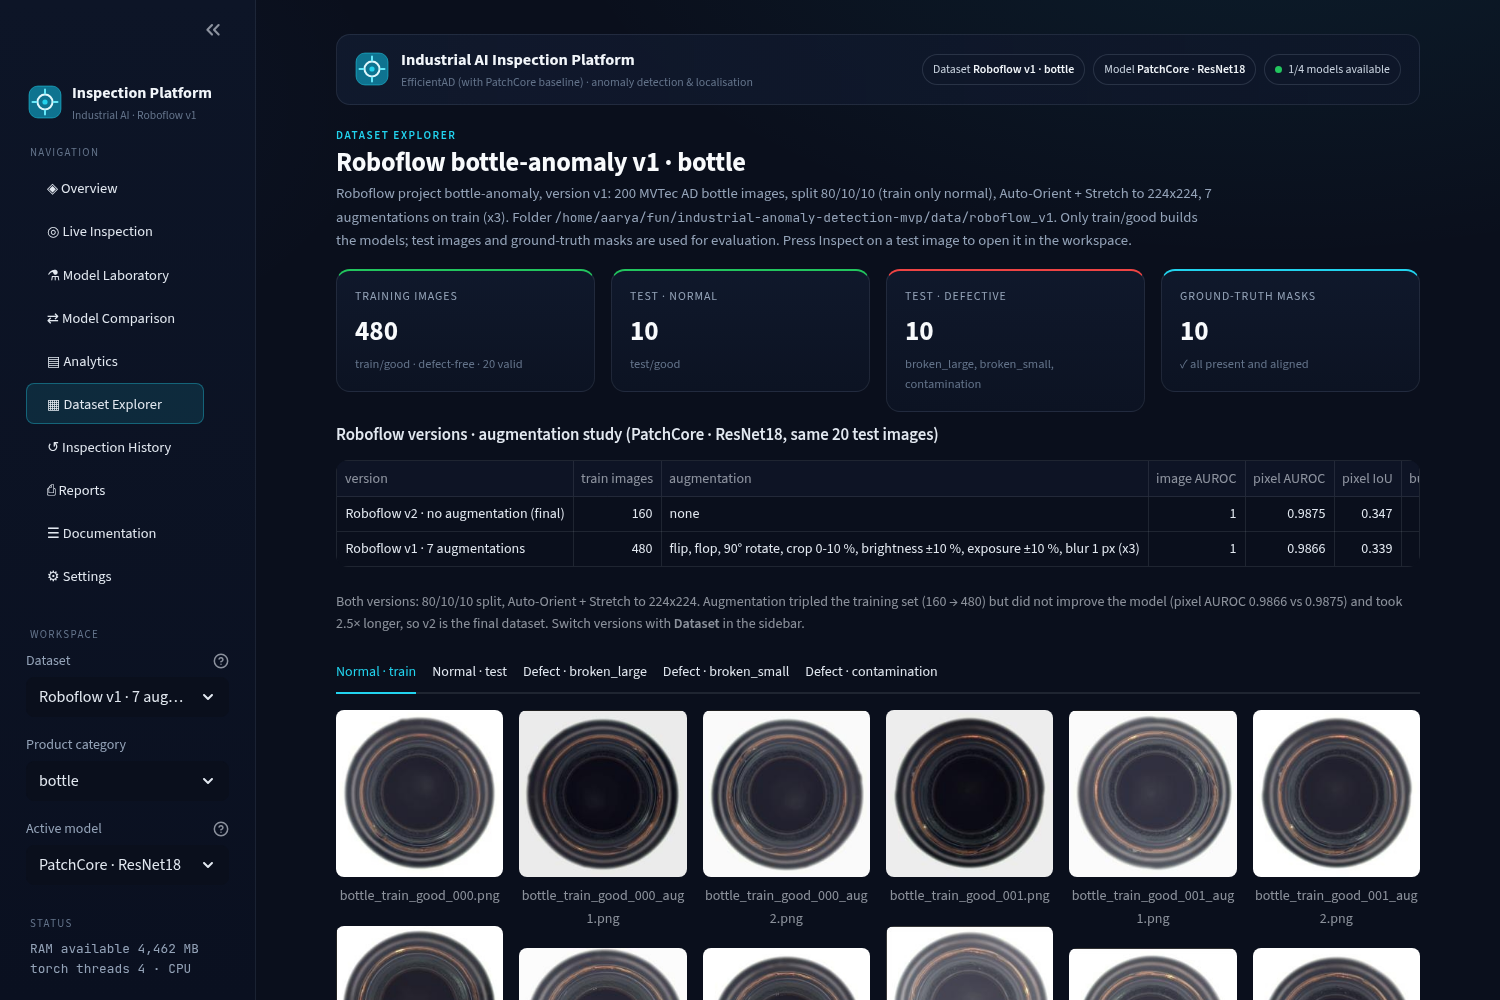 Inspection Platform
Industrial AI · Roboflow v1
NAVIGATION
◈ Overview
◎ Live Inspection
⚗ Model Laboratory
⇄ Model Comparison
▤ Analytics
▦ Dataset Explorer
↺ Inspection History
⎙ Reports
☰ Documentation
⚙ Settings
WORKSPACE
Dataset
Roboflow v1 · 7 aug…
Product category
bottle
Active model
PatchCore · ResNet18
STATUS
RAM available 4,462 MB
torch threads 4 · CPU
Industrial AI Inspection Platform
EfficientAD (with PatchCore baseline) · anomaly detection & localisation
Dataset Roboflow v1 · bottle
Model PatchCore · ResNet18
1/4 models available
DATASET EXPLORER
Roboflow bottle-anomaly v1 · bottle
Roboflow project bottle-anomaly, version v1: 200 MVTec AD bottle images, split 80/10/10 (train only normal), Auto-Orient + Stretch to 224x224, 7
augmentations on train (x3). Folder /home/aarya/fun/industrial-anomaly-detection-mvp/data/roboflow_v1. Only train/good builds
the models; test images and ground-truth masks are used for evaluation. Press Inspect on a test image to open it in the workspace.
TRAINING IMAGES
480
train/good · defect-free · 20 valid
TEST · NORMAL
10
test/good
TEST · DEFECTIVE
10
broken_large, broken_small,
contamination
GROUND-TRUTH MASKS
10
✓ all present and aligned
Roboflow versions · augmentation study (PatchCore · ResNet18, same 20 test images)
version train images augmentation image AUROC pixel AUROC pixel IoU bu
Roboflow v2 · no augmentation (final) 160 none 1 0.9875 0.347
Roboflow v1 · 7 augmentations 480 flip, flop, 90° rotate, crop 0-10 %, brightness ±10 %, exposure ±10 %, blur 1 px (x3) 1 0.9866 0.339
Both versions: 80/10/10 split, Auto-Orient + Stretch to 224x224. Augmentation tripled the training set (160 → 480) but did not improve the model (pixel AUROC 0.9866 vs 0.9875) and took
2.5× longer, so v2 is the final dataset. Switch versions with Dataset in the sidebar.
Normal · train Normal · test Defect · broken_large Defect · broken_small Defect · contamination
bottle_train_good_000.png
bottle_train_good_000_aug
1.png
bottle_train_good_000_aug
2.png
bottle_train_good_001.png
bottle_train_good_001_aug
1.png
bottle_train_good_001_aug
2.png